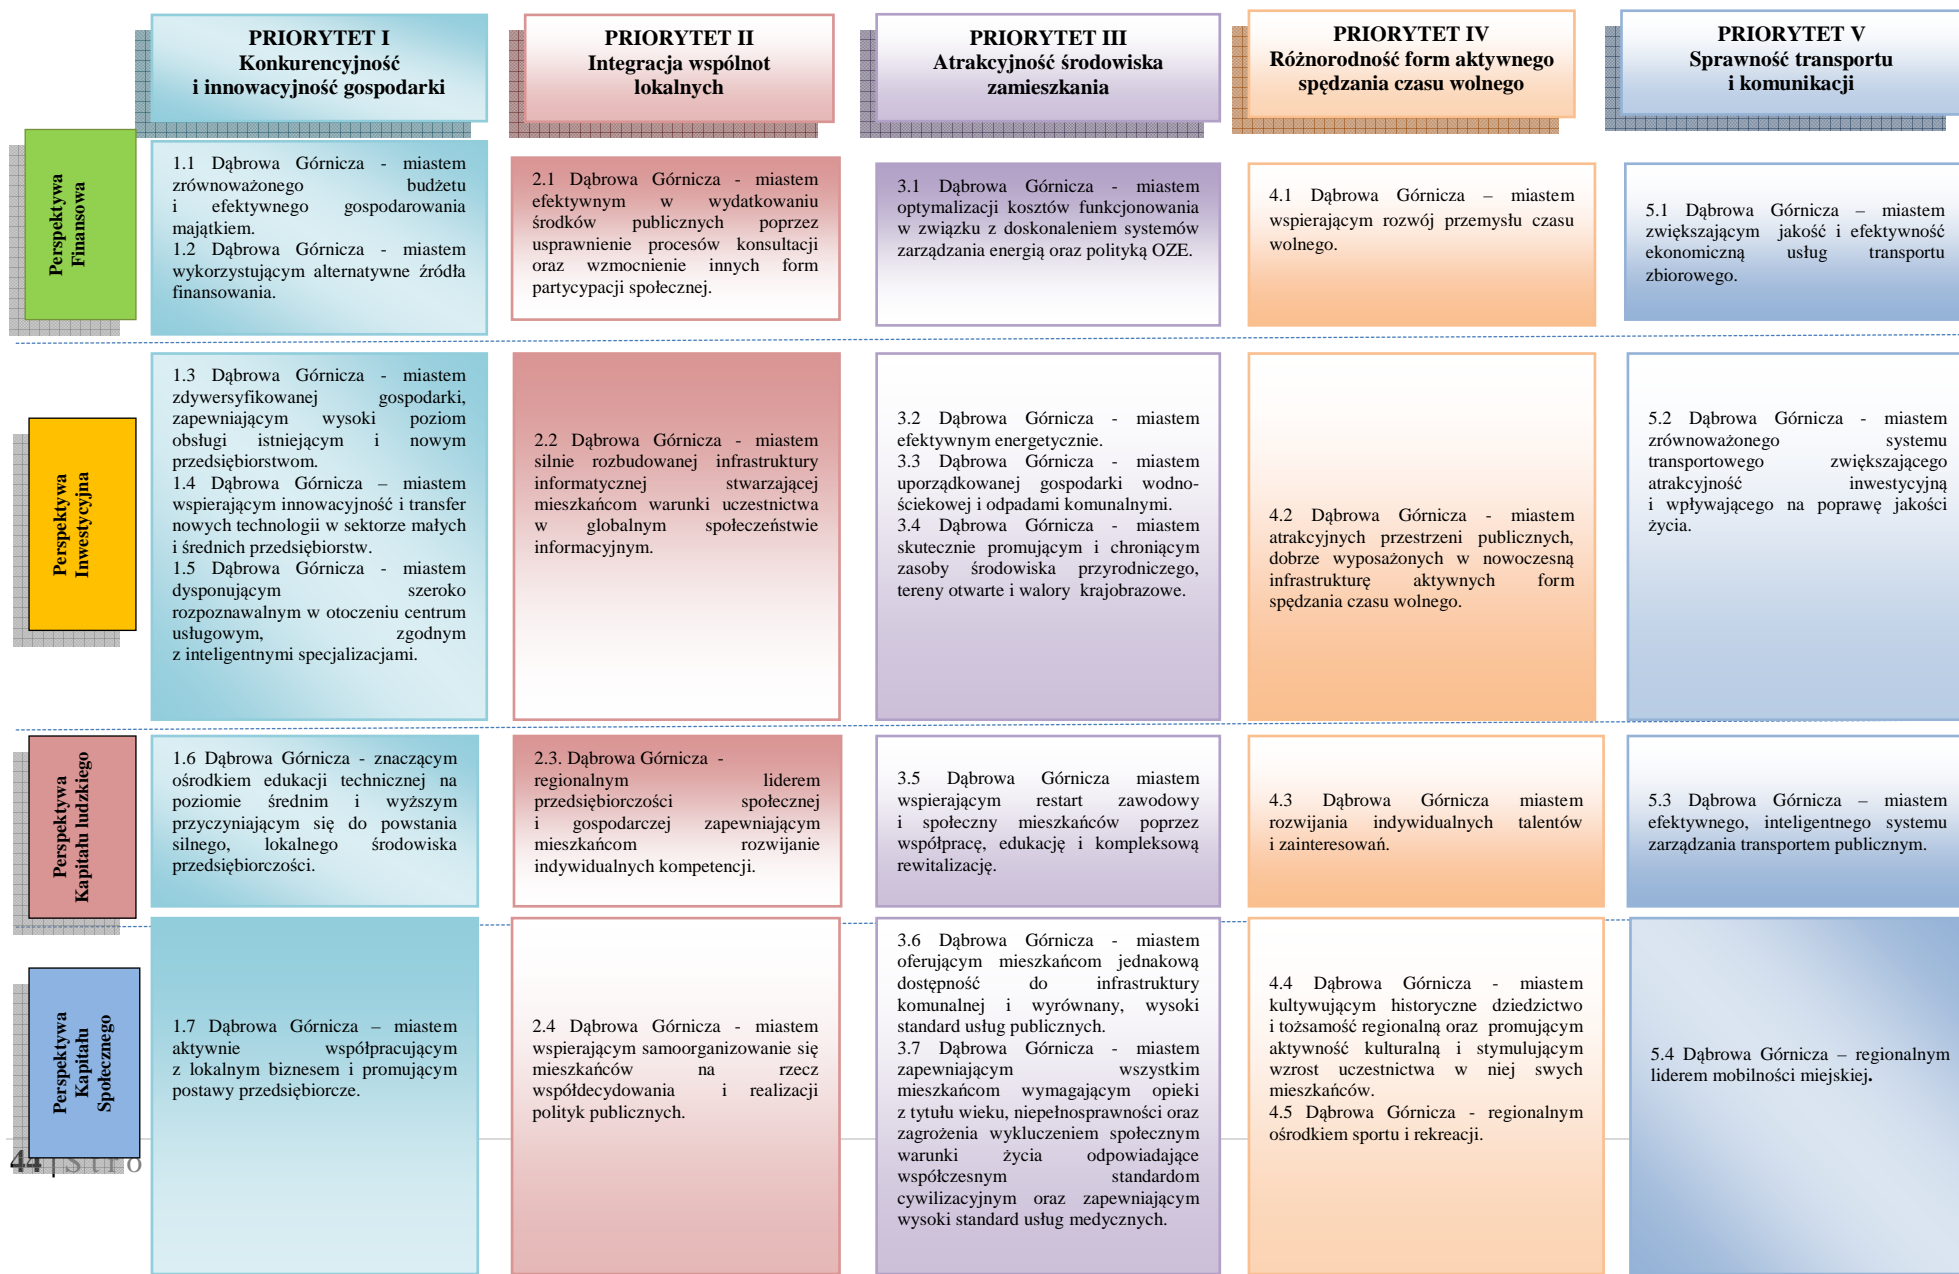 PRIORYTET I
Konkurencyjność
i innowacyjność gospodarki
PRIORYTET II
Integracja wspólnot
lokalnych
PRIORYTET III
Atrakcyjność środowiska
zamieszkania
PRIORYTET IV
Różnorodność form aktywnego
spędzania czasu wolnego
PRIORYTET V
Sprawność transportu
i komunikacji
Perspektywa
Finansowa
1.1 Dąbrowa Górnicza - miastem
zrównoważonego budżetu
i efektywnego gospodarowania
majątkiem.
1.2 Dąbrowa Górnicza - miastem
wykorzystującym alternatywne źródła
finansowania.
2.1 Dąbrowa Górnicza - miastem
efektywnym w wydatkowaniu
środków publicznych poprzez
usprawnienie procesów konsultacji
oraz wzmocnienie innych form
partycypacji społecznej.
3.1 Dąbrowa Górnicza - miastem
optymalizacji kosztów funkcjonowania
w związku z doskonaleniem systemów
zarządzania energią oraz polityką OZE.
4.1 Dąbrowa Górnicza – miastem
wspierającym rozwój przemysłu czasu
wolnego.
5.1 Dąbrowa Górnicza – miastem
zwiększającym jakość i efektywność
ekonomiczną usług transportu
zbiorowego.
Perspektywa
Inwestycyjna
1.3 Dąbrowa Górnicza - miastem
zdywersyfikowanej gospodarki,
zapewniającym wysoki poziom
obsługi istniejącym i nowym
przedsiębiorstwom.
1.4 Dąbrowa Górnicza – miastem
wspierającym innowacyjność i transfer
nowych technologii w sektorze małych
i średnich przedsiębiorstw.
1.5 Dąbrowa Górnicza - miastem
dysponującym szeroko
rozpoznawalnym w otoczeniu centrum
usługowym, zgodnym
z inteligentnymi specjalizacjami.
2.2 Dąbrowa Górnicza - miastem
silnie rozbudowanej infrastruktury
informatycznej stwarzającej
mieszkańcom warunki uczestnictwa
w globalnym społeczeństwie
informacyjnym.
3.2 Dąbrowa Górnicza - miastem
efektywnym energetycznie.
3.3 Dąbrowa Górnicza - miastem
uporządkowanej gospodarki wodno-
ściekowej i odpadami komunalnymi.
3.4 Dąbrowa Górnicza - miastem
skutecznie promującym i chroniącym
zasoby środowiska przyrodniczego,
tereny otwarte i walory krajobrazowe.
4.2 Dąbrowa Górnicza - miastem
atrakcyjnych przestrzeni publicznych,
dobrze wyposażonych w nowoczesną
infrastrukturę aktywnych form
spędzania czasu wolnego.
5.2 Dąbrowa Górnicza - miastem
zrównoważonego systemu
transportowego zwiększającego
atrakcyjność inwestycyjną
i wpływającego na poprawę jakości
życia.
Perspektywa
Kapitału ludzkiego
1.6 Dąbrowa Górnicza - znaczącym
ośrodkiem edukacji technicznej na
poziomie średnim i wyższym
przyczyniającym się do powstania
silnego, lokalnego środowiska
przedsiębiorczości.
2.3. Dąbrowa Górnicza -
regionalnym liderem
przedsiębiorczości społecznej
i gospodarczej zapewniającym
mieszkańcom rozwijanie
indywidualnych kompetencji.
3.5 Dąbrowa Górnicza miastem
wspierającym restart zawodowy
i społeczny mieszkańców poprzez
współpracę, edukację i kompleksową
rewitalizację.
4.3 Dąbrowa Górnicza miastem
rozwijania indywidualnych talentów
i zainteresowań.
5.3 Dąbrowa Górnicza – miastem
efektywnego, inteligentnego systemu
zarządzania transportem publicznym.
Perspektywa
Kapitału
Społecznego
1.7 Dąbrowa Górnicza – miastem
aktywnie współpracującym
z lokalnym biznesem i promującym
postawy przedsiębiorcze.
2.4 Dąbrowa Górnicza - miastem
wspierającym samoorganizowanie się
mieszkańców na rzecz
współdecydowania i realizacji
polityk publicznych.
3.6 Dąbrowa Górnicza - miastem
oferującym mieszkańcom jednakową
dostępność do infrastruktury
komunalnej i wyrównany, wysoki
standard usług publicznych.
3.7 Dąbrowa Górnicza - miastem
zapewniającym wszystkim
mieszkańcom wymagającym opieki
z tytułu wieku, niepełnosprawności oraz
zagrożenia wykluczeniem społecznym
warunki życia odpowiadające
współczesnym standardom
cywilizacyjnym oraz zapewniającym
wysoki standard usług medycznych.
4.4 Dąbrowa Górnicza - miastem
kultywującym historyczne dziedzictwo
i tożsamość regionalną oraz promującym
aktywność kulturalną i stymulującym
wzrost uczestnictwa w niej swych
mieszkańców.
4.5 Dąbrowa Górnicza - regionalnym
ośrodkiem sportu i rekreacji.
5.4 Dąbrowa Górnicza – regionalnym
liderem mobilności miejskiej.
44 | S t r o